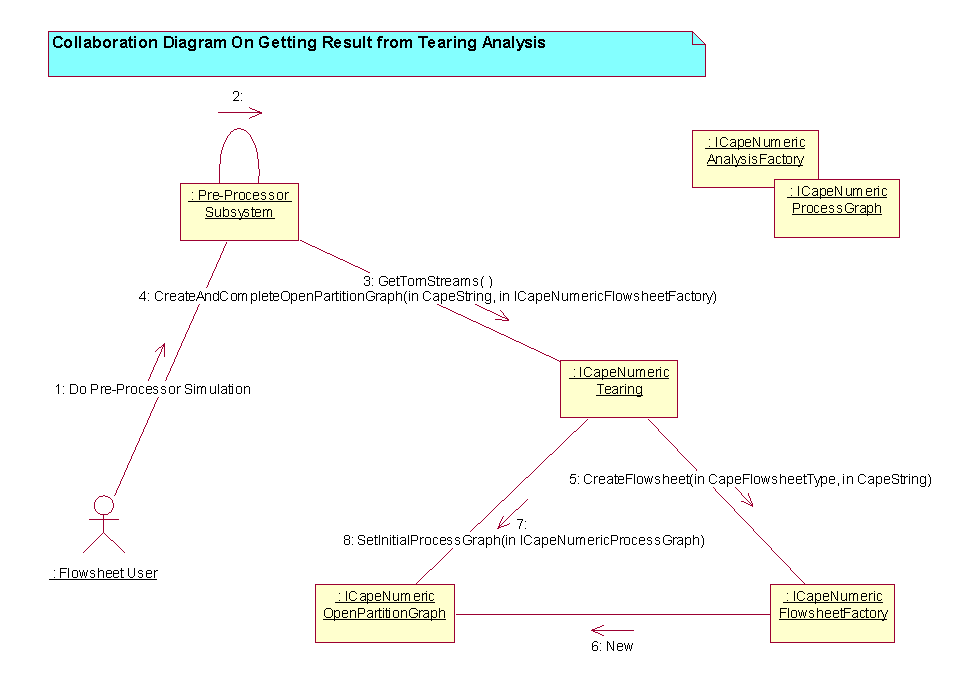 Collaboration Diagram On Getting Result from Tearing Analysis
2:
: ICapeNumeric
AnalysisFactory
: ICapeNumeric
ProcessGraph
: Pre-Processor
Subsystem
3: GetTornStreams( )
4: CreateAndCompleteOpenPartitionGraph(in CapeString, in ICapeNumericFlowsheetFactory)
: ICapeNumeric
Tearing
1: Do Pre-Processor Simulation
5: CreateFlowsheet(in CapeFlowsheetType, in CapeString)
7:
8: SetInitialProcessGraph(in ICapeNumericProcessGraph)
: Flowsheet User
: ICapeNumeric
OpenPartitionGraph
: ICapeNumeric
FlowsheetFactory
6: New